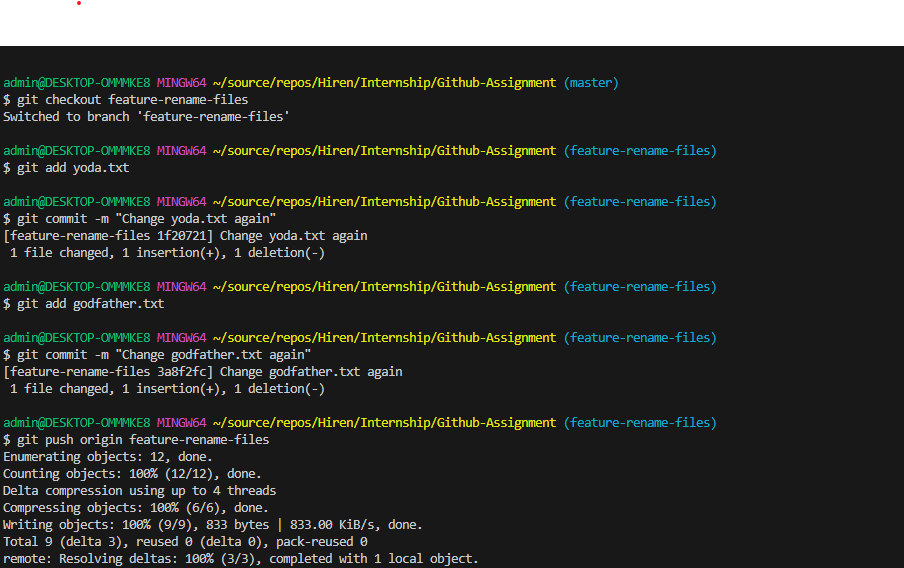 admin@DESKTOP-OMMMKE8 MINGW64 ~/source/repos/Hiren/Internship/Github-Assignment (master)
$ git checkout feature-rename-files
Switched to branch 'feature-rename-files'
admin@DESKTOP-OMMMKE8 MINGW64 ~/source/repos/Hiren/Internship/Github-Assignment (feature-rename-files)
$ git add yoda.txt
admin@DESKTOP-OMMMKE8 MINGW64 ~/source/repos/Hiren/Internship/Github-Assignment (feature-rename-files)
$ git commit -m "Change yoda.txt again"
[feature-rename-files 1f20721] Change yoda.txt again
 1 file changed, 1 insertion(+), 1 deletion(-)
admin@DESKTOP-OMMMKE8 MINGW64 ~/source/repos/Hiren/Internship/Github-Assignment (feature-rename-files)
$ git add godfather.txt
admin@DESKTOP-OMMMKE8 MINGW64 ~/source/repos/Hiren/Internship/Github-Assignment (feature-rename-files)
$ git commit -m "Change godfather.txt again"
[feature-rename-files 3a8f2fc] Change godfather.txt again
 1 file changed, 1 insertion(+), 1 deletion(-)
admin@DESKTOP-OMMMKE8 MINGW64 ~/source/repos/Hiren/Internship/Github-Assignment (feature-rename-files)
$ git push origin feature-rename-files
Enumerating objects: 12, done.
Counting objects: 100% (12/12), done.
Delta compression using up to 4 threads
Compressing objects: 100% (6/6), done.
Writing objects: 100% (9/9), 833 bytes | 833.00 KiB/s, done.
Total 9 (delta 3), reused 0 (delta 0), pack-reused 0
remote: Resolving deltas: 100% (3/3), completed with 1 local object.